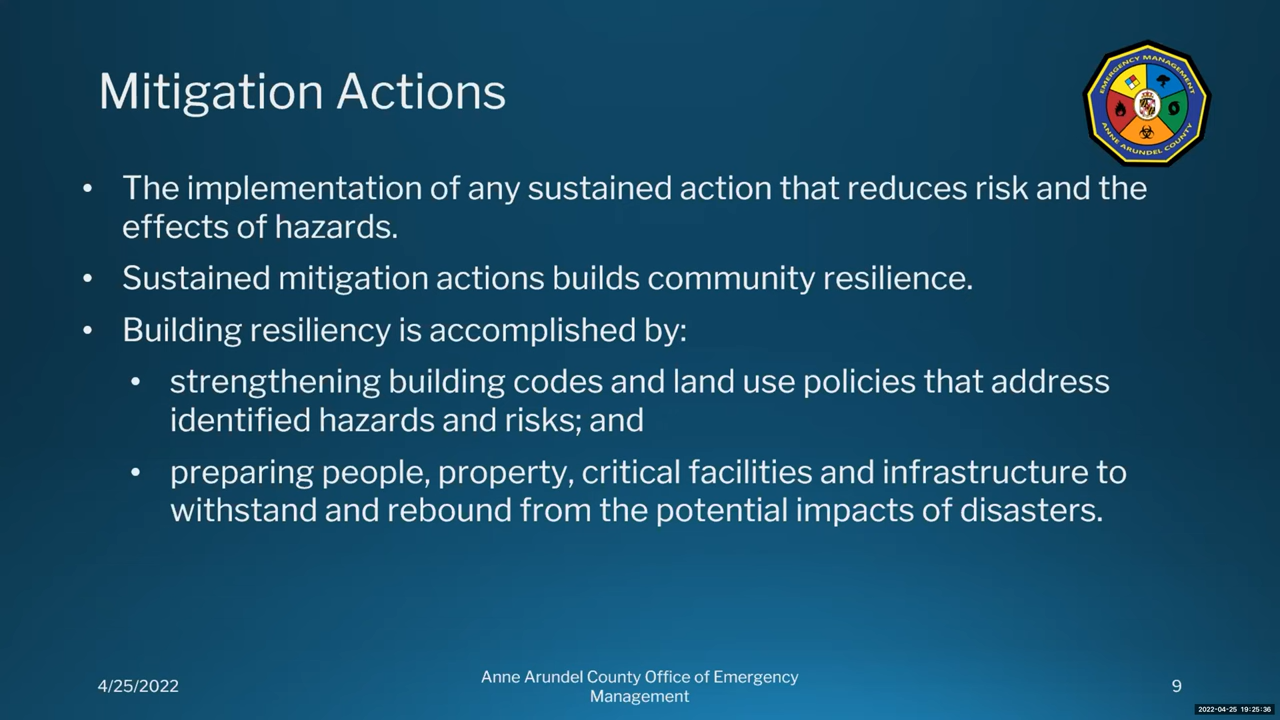 Mitigation Actions
EMERGENCY MANAGEMENT
ANNE ARUNDEL COUNTY
• The implementation of any sustained action that reduces risk and the
effects of hazards.
• Sustained mitigation actions builds community resilience.
• Building resiliency is accomplished by:
• strengthening building codes and land use policies that address
identified hazards and risks; and
• preparing people, property, critical facilities and infrastructure to
withstand and rebound from the potential impacts of disasters.
4/25/2022
Anne Arundel County Office of Emergency
Management
9
2022-04-25 19:25:36